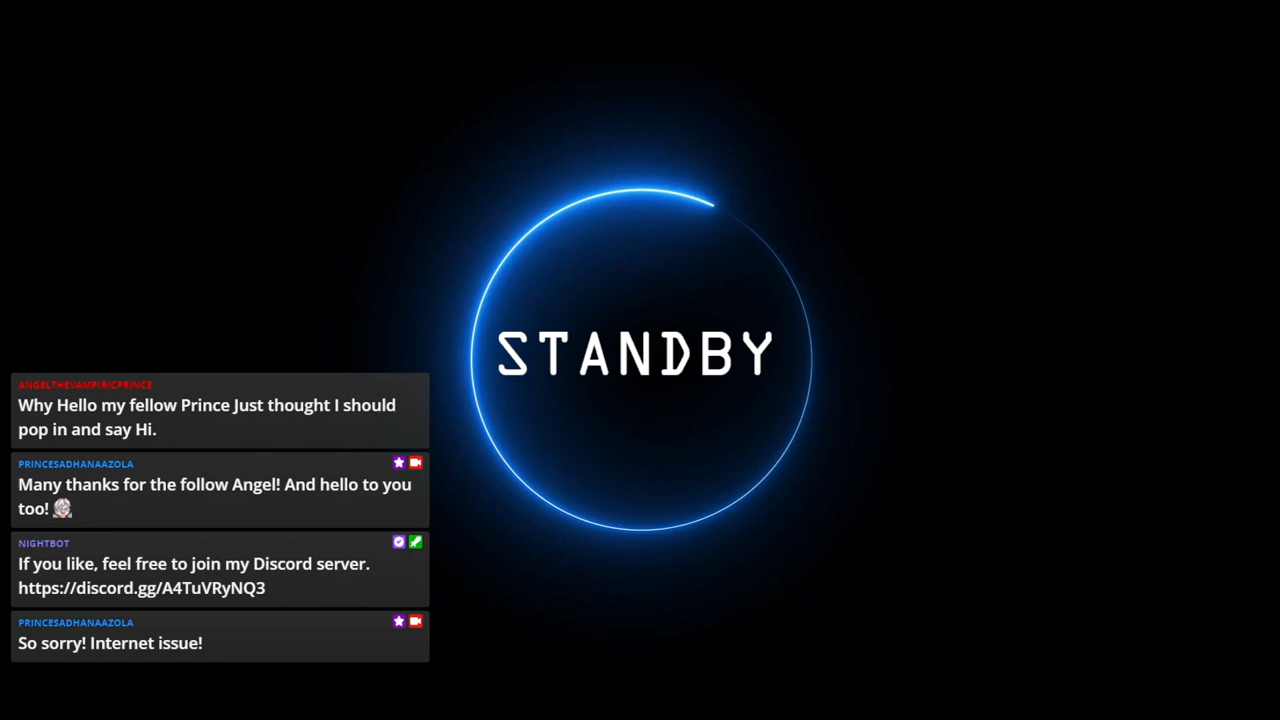 STANDBY
ANGELTHEVAMPIRICPRINCE
Why Hello my fellow Prince Just thought I should
pop in and say Hi.
PRINCESADHANAAZOLA
Many thanks for the follow Angel! And hello to you
too!
NIGHTBOT
If you like, feel free to join my Discord server.
https://discord.gg/A4TuVRyNQ3
PRINCESADHANAAZOLA
So sorry! Internet issue!